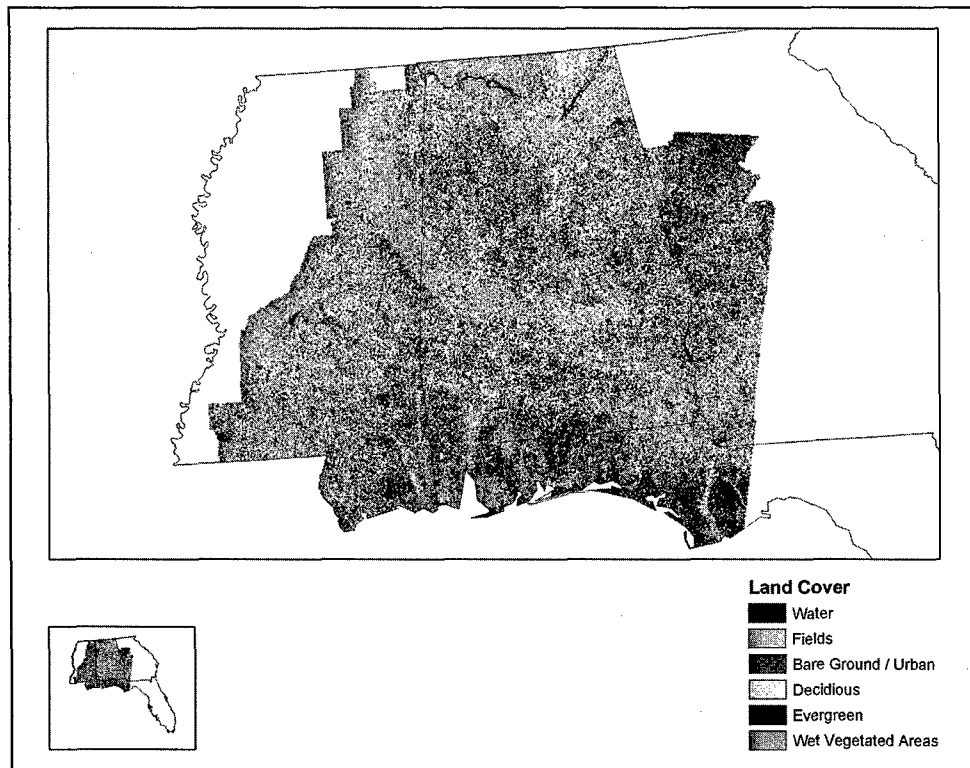 Land Cover
Water
Fields
Bare Ground / Urban
Decidious
Evergreen
Wet Vegetated Areas